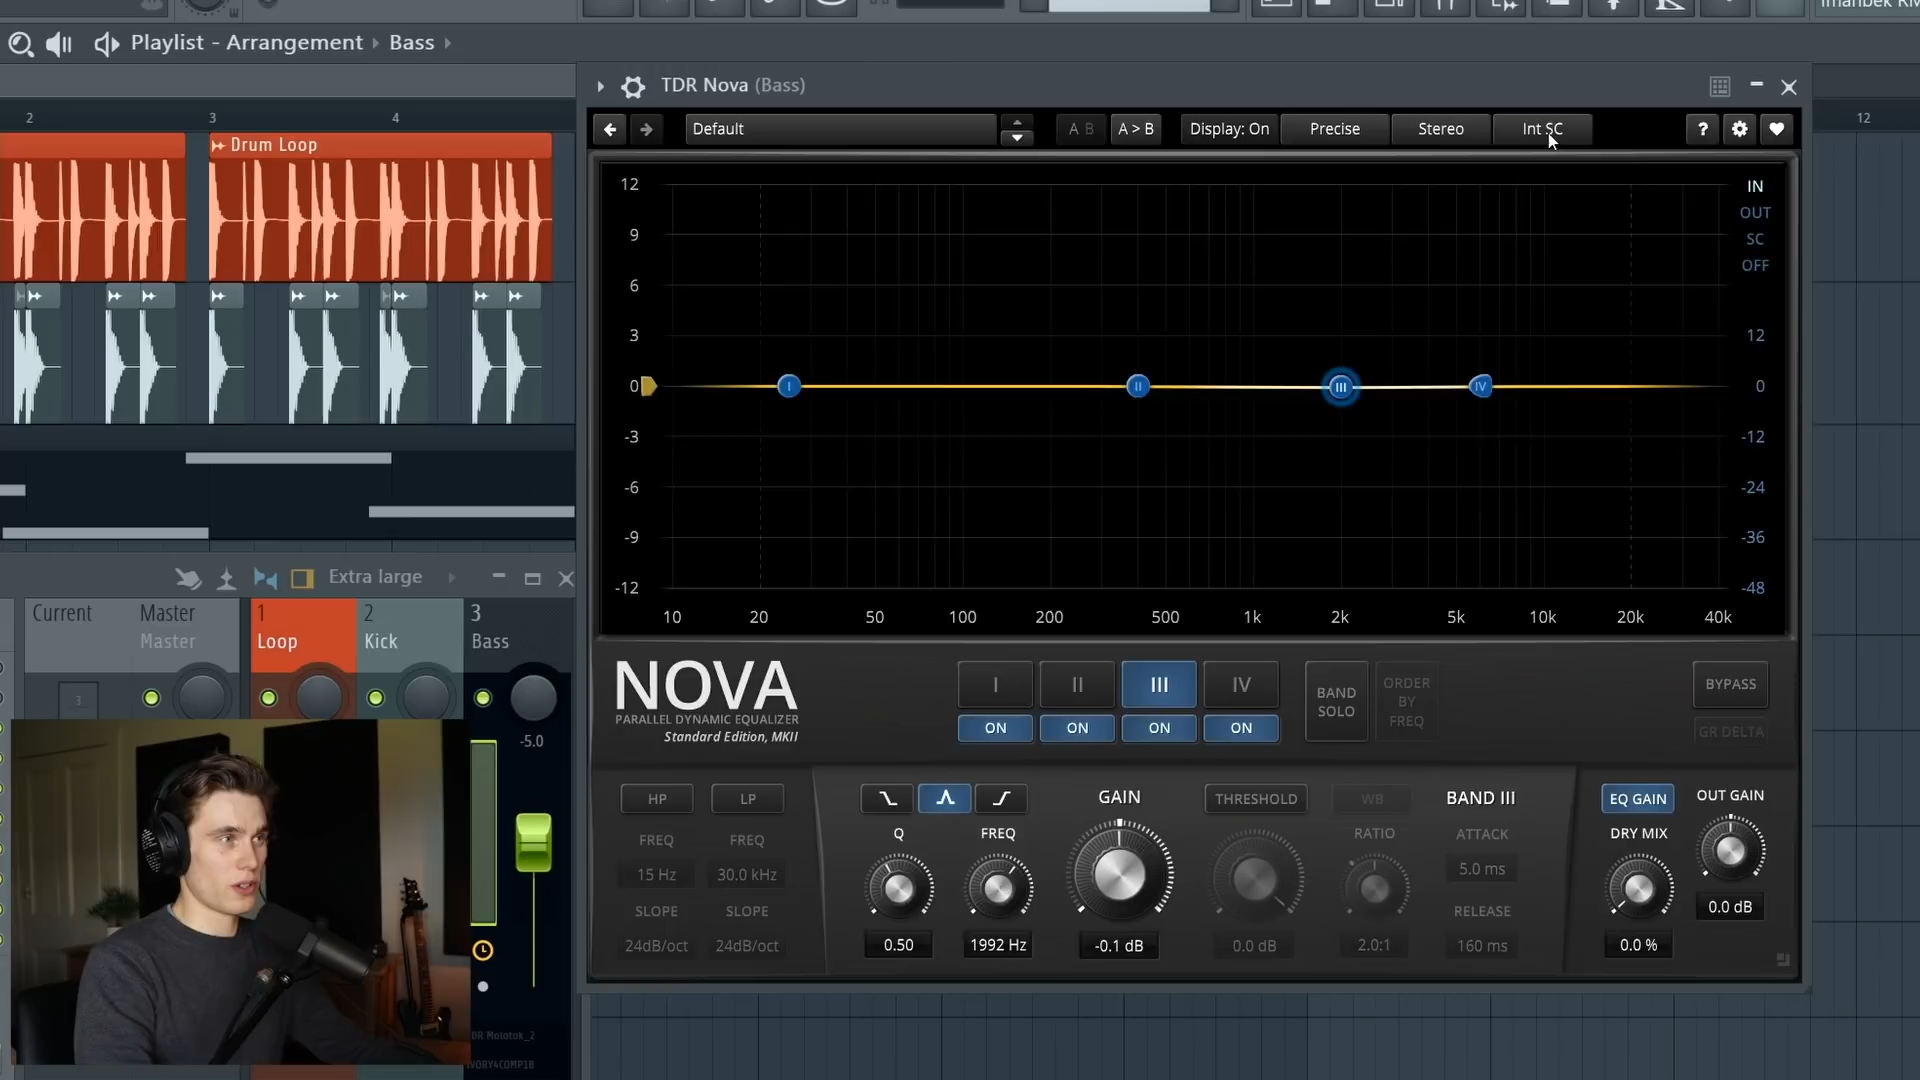 Imanbek RM
Playlist - Arrangement Bass
2 3 4
12
Drum Loop
TDR Nova (Bass)
Default
A B
A > B
Display: On
Precise
Stereo
Int SC
?
12
9
6
3
0
-3
-6
-9
-12
IN
OUT
SC
OFF
12
0
-12
-24
-36
-48
I
II
III
IV
10 20 50 100 200 500 1k 2k 5k 10k 20k 40k
Extra large
Current
Master
Master
1
Loop
2
Kick
3
Bass
3
-5.0
NOVA
PARALLEL DYNAMIC EQUALIZER
Standard Edition, MKII
I II III IV
ON ON ON ON
BAND
SOLO
ORDER
BY
FREQ
BYPASS
GR DELTA
HP
LP
FREQ
FREQ
15 Hz
30.0 kHz
SLOPE
SLOPE
24dB/oct
24dB/oct
Q
0.50
FREQ
1992 Hz
GAIN
-0.1 dB
THRESHOLD
0.0 dB
WB
RATIO
2.0:1
BAND III
ATTACK
5.0 ms
RELEASE
160 ms
EQ GAIN
DRY MIX
0.0 %
OUT GAIN
0.0 dB